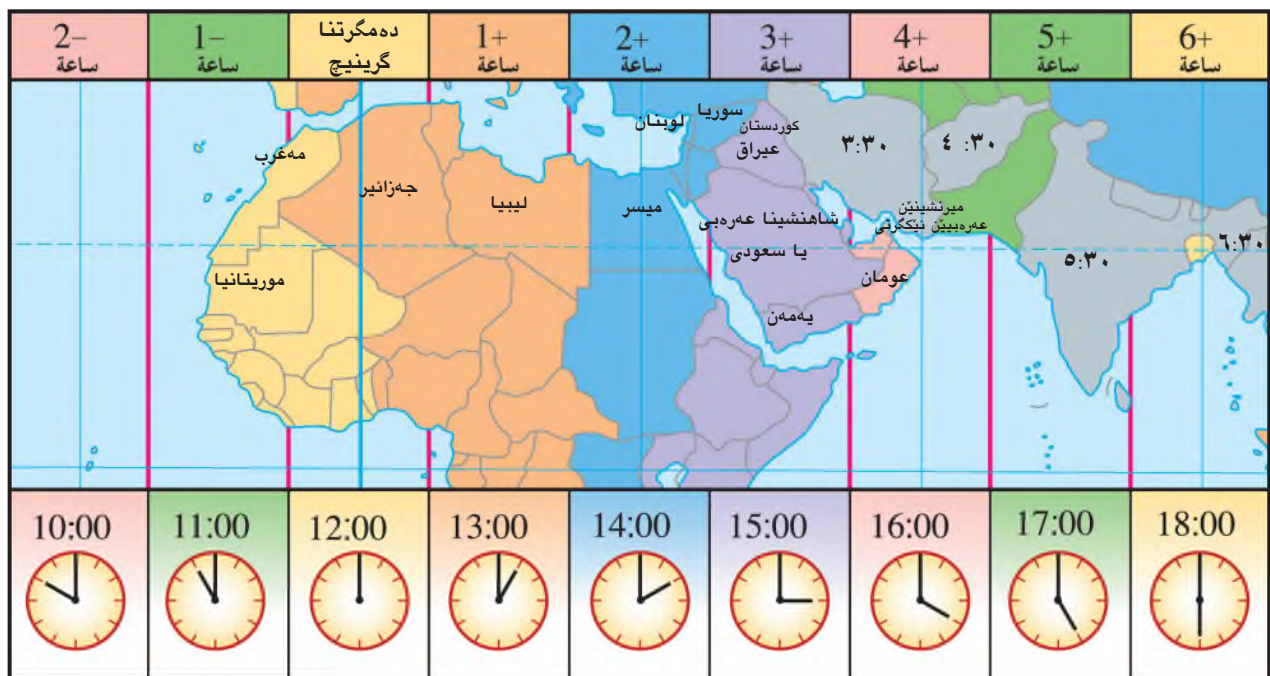 2-
ساعة
1-
ساعة
دەمگرتنا
گرینیچ
1+
ساعة
2+
ساعة
3+
ساعة
4+
ساعة
5+
ساعة
6+
ساعة
مەغرب
موریتانیا
جەزائیر
لیبیا
میسر
لوبنان
سوریا
كوردستان
عیراق
شاهنشینا عەرەبی
یا سعودی
یەمەن
عومان
میرنشینێن
عەرەبیێن ئێكگرتی
٣:٣٠
٤:٣٠
٥:٣٠
٦:٣٠
10:00
11:00
12:00
13:00
14:00
15:00
16:00
17:00
18:00